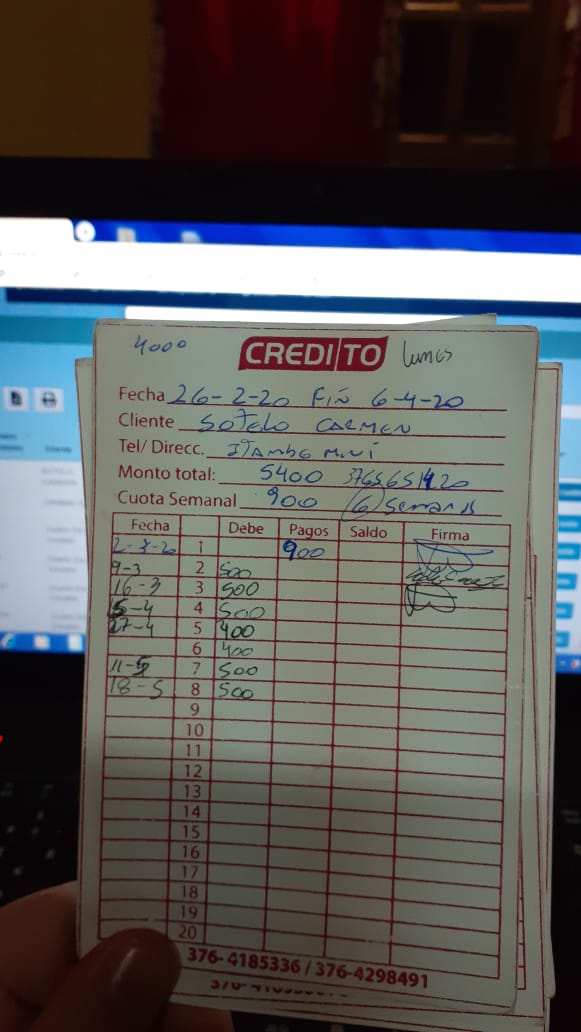 4000 CREDITO lunes
Fecha 26-2-20 Fin 6-4-20
Cliente SOTELO CARMEN
Tel/ Direcc. ITAMBE MINÍ
Monto total: 5400 3765651420
Cuota Semanal 900 (6) Semanas
Fecha Debe Pagos Saldo Firma
2-3-20 1 900
9-3 2 500
16-3 3 500
15-4 4 500
27-4 5 400
6 400
11-5 7 500
18-5 8 500
9
10
11
12
13
14
15
16
17
18
19
20
376-4185336 / 376-4298491